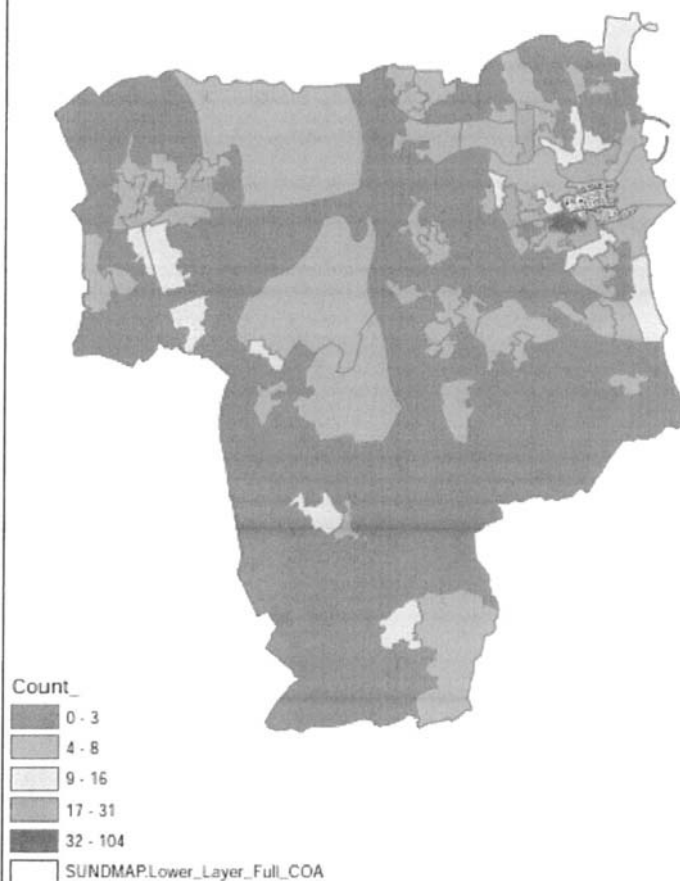 Count_
0 - 3
4 - 8
9 - 16
17 - 31
32 - 104
SUNDMAP.Lower_Layer_Full_COA